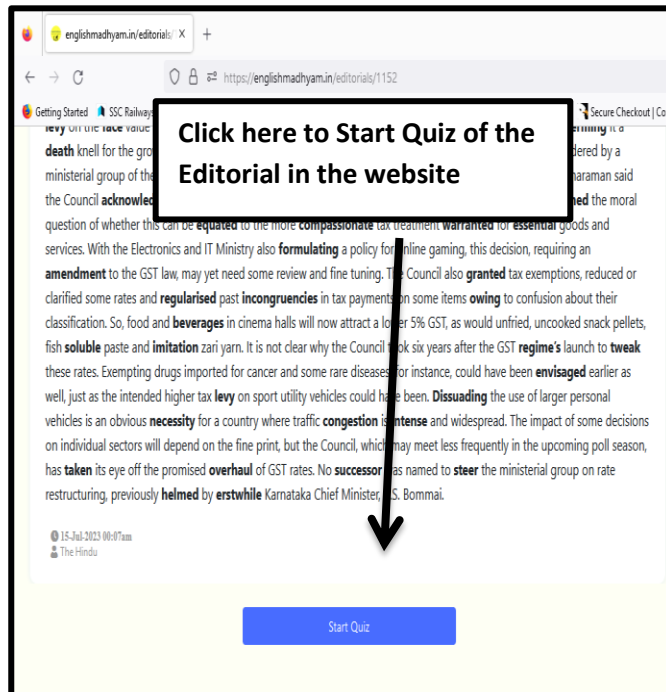 englishmadhyam.in/editorials/ X +
https://englishmadhyam.in/editorials/1152
Getting Started SSC Railways Secure Checkout | Co
Click here to Start Quiz of the
Editorial in the website
levy on the face value terming it a
death knell for the gro dered by a
ministerial group of the haraman said
the Council acknowled ned the moral
question of whether this can be equated to the more compassionate tax treatment warranted for essential goods and
services. With the Electronics and IT Ministry also formulating a policy for online gaming, this decision, requiring an
amendment to the GST law, may yet need some review and fine tuning. The Council also granted tax exemptions, reduced or
clarified some rates and regularised past incongruencies in tax payments on some items owing to confusion about their
classification. So, food and beverages in cinema halls will now attract a lower 5% GST, as would unfried, uncooked snack pellets,
fish soluble paste and imitation zari yarn. It is not clear why the Council took six years after the GST regime's launch to tweak
these rates. Exempting drugs imported for cancer and some rare diseases, for instance, could have been envisaged earlier as
well, just as the intended higher tax levy on sport utility vehicles could have been. Dissuading the use of larger personal
vehicles is an obvious necessity for a country where traffic congestion is intense and widespread. The impact of some decisions
on individual sectors will depend on the fine print, but the Council, which may meet less frequently in the upcoming poll season,
has taken its eye off the promised overhaul of GST rates. No successor was named to steer the ministerial group on rate
restructuring, previously helmed by erstwhile Karnataka Chief Minister, .S. Bommai.
15-Jul-2023 00:07am
The Hindu
Start Quiz